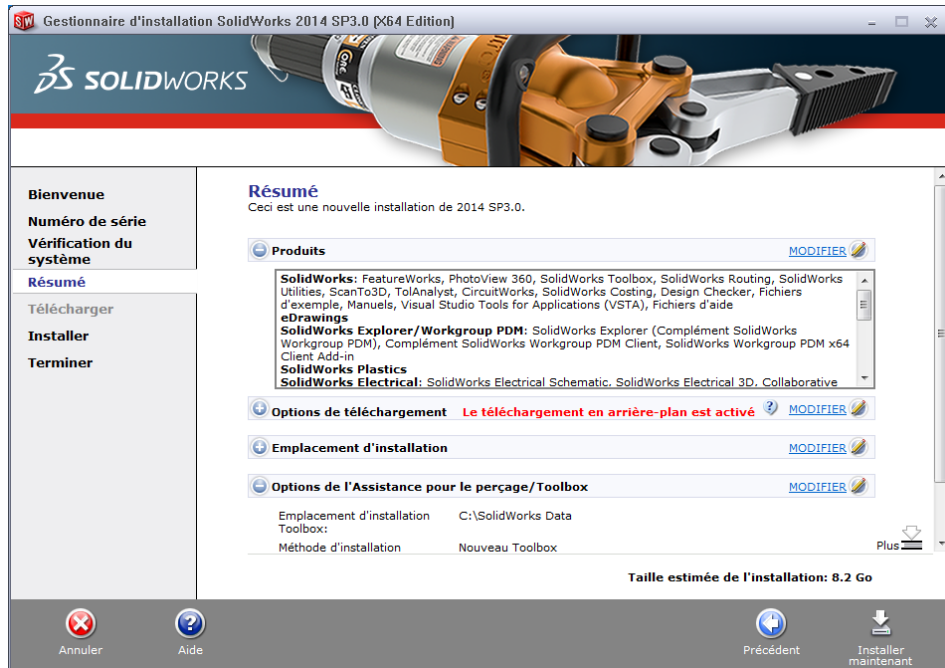 Gestionnaire d'installation SolidWorks 2014 SP3.0 (X64 Edition)
SOLIDWORKS
Bienvenue
Numéro de série
Vérification du
système
Résumé
Télécharger
Installer
Terminer
Résumé
Ceci est une nouvelle installation de 2014 SP3.0.
Produits MODIFIER
SolidWorks: FeatureWorks, PhotoView 360, SolidWorks Toolbox, SolidWorks Routing, SolidWorks
Utilities, ScanTo3D, TolAnalyst, CircuitWorks, SolidWorks Costing, Design Checker, Fichiers
d'exemple, Manuels, Visual Studio Tools for Applications (VSTA), Fichiers d'aide
eDrawings
SolidWorks Explorer/Workgroup PDM: SolidWorks Explorer (Complément SolidWorks
Workgroup PDM), Complément SolidWorks Workgroup PDM Client, SolidWorks Workgroup PDM x64
Client Add-in
SolidWorks Plastics
SolidWorks Electrical: SolidWorks Electrical Schematic, SolidWorks Electrical 3D, Collaborative
Options de téléchargement Le téléchargement en arrière-plan est activé MODIFIER
Emplacement d'installation MODIFIER
Options de l'Assistance pour le perçage/Toolbox MODIFIER
Emplacement d'installation C:\SolidWorks Data
Toolbox:
Méthode d'installation Nouveau Toolbox
Plus
Taille estimée de l'installation: 8.2 Go
Annuler
Aide
Précédent
Installer
maintenant